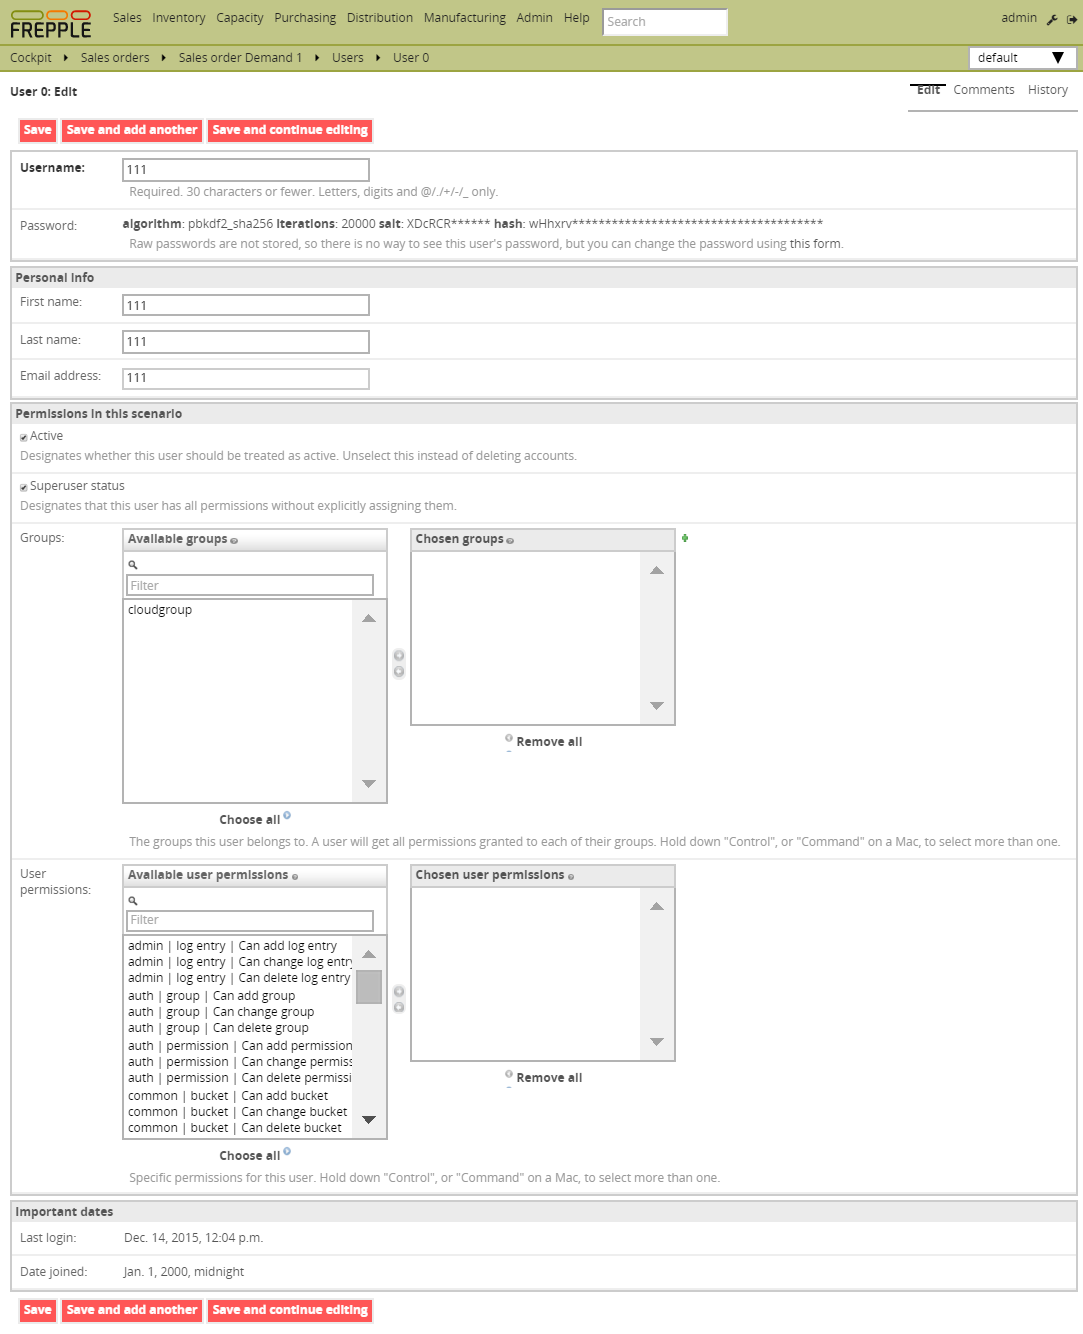 FREPPLE
Sales Inventory Capacity Purchasing Distribution Manufacturing Admin Help Search admin
Cockpit Sales orders Sales order Demand 1 Users User 0 default
User 0: Edit
Edit Comments History
Save Save and add another Save and continue editing
Username: 111
Required. 30 characters or fewer. Letters, digits and @/./+/-/_ only.
Password: algorithm: pbkdf2_sha256 iterations: 20000 salt: XDcRCR****** hash: wHhxrv**************************************
Raw passwords are not stored, so there is no way to see this user's password, but you can change the password using this form.
Personal info
First name: 111
Last name: 111
Email address: 111
Permissions in this scenario
Active
Designates whether this user should be treated as active. Unselect this instead of deleting accounts.
Superuser status
Designates that this user has all permissions without explicitly assigning them.
Groups:
Available groups
Filter
cloudgroup
Choose all
Chosen groups
Remove all
The groups this user belongs to. A user will get all permissions granted to each of their groups. Hold down "Control", or "Command" on a Mac, to select more than one.
User
permissions:
Available user permissions
Filter
admin | log entry | Can add log entry
admin | log entry | Can change log entry
admin | log entry | Can delete log entry
auth | group | Can add group
auth | group | Can change group
auth | group | Can delete group
auth | permission | Can add permission
auth | permission | Can change permiss
auth | permission | Can delete permissi
common | bucket | Can add bucket
common | bucket | Can change bucket
common | bucket | Can delete bucket
Choose all
Chosen user permissions
Remove all
Specific permissions for this user. Hold down "Control", or "Command" on a Mac, to select more than one.
Important dates
Last login: Dec. 14, 2015, 12:04 p.m.
Date joined: Jan. 1, 2000, midnight
Save Save and add another Save and continue editing